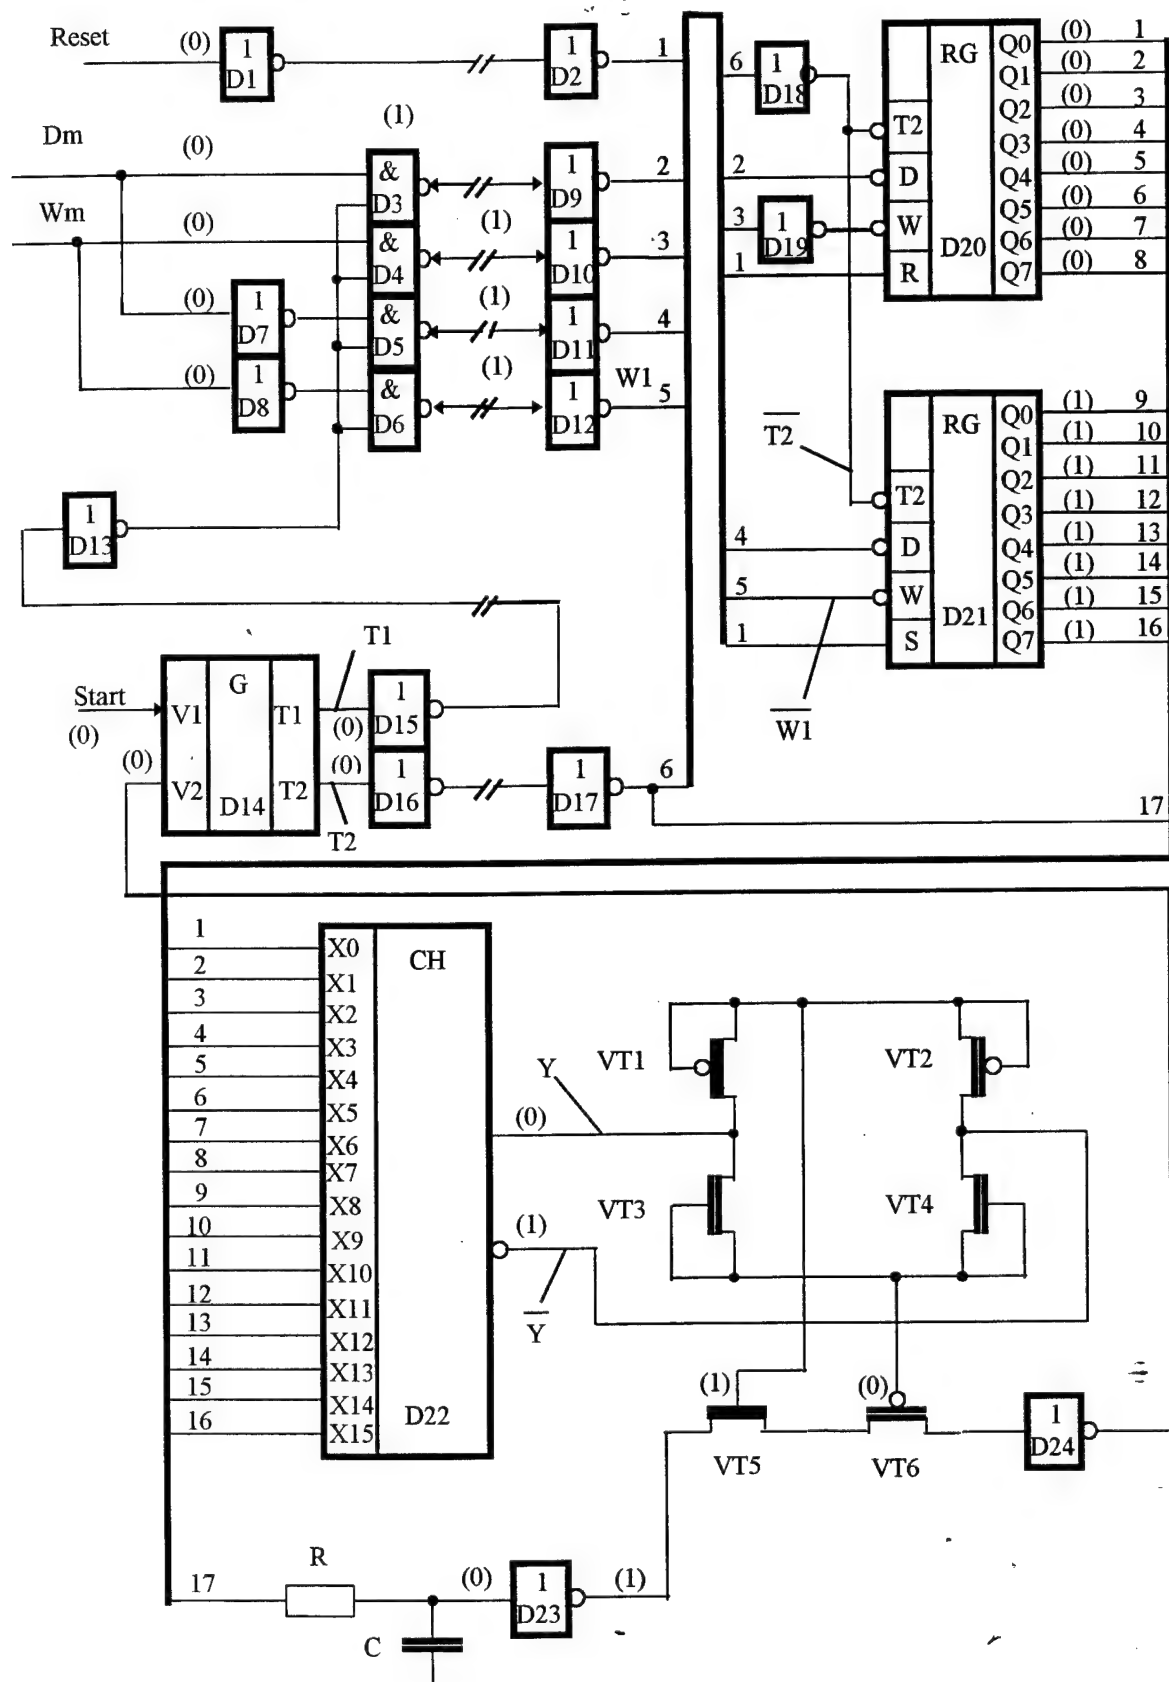 Reset
(0)
1
D1
1
D2
1
Dm
(0)
(1)
&
D3
1
D9
2
Wm
(0)
&
D4
(1)
1
D10
3
(0)
1
D7
&
D5
(1)
1
D11
4
(0)
1
D8
&
D6
(1)
1
D12
W1
5
1
D13
Start
(0)
(0)
V1
V2
G
D14
T1
T2
T1
(0)
(0)
T2
1
D15
1
D16
1
D17
6
17
6
1
D18
2
3
1
D19
1
T2
D
W
R
RG
D20
Q0 (0) 1
Q1 (0) 2
Q2 (0) 3
Q3 (0) 4
Q4 (0) 5
Q5 (0) 6
Q6 (0) 7
Q7 (0) 8
T2
4
5
1
W1
T2
D
W
S
RG
D21
Q0 (1) 9
Q1 (1) 10
Q2 (1) 11
Q3 (1) 12
Q4 (1) 13
Q5 (1) 14
Q6 (1) 15
Q7 (1) 16
1 X0
2 X1
3 X2
4 X3
5 X4
6 X5
7 X6
8 X7
9 X8
10 X9
11 X10
12 X11
13 X12
14 X13
15 X14
16 X15
CH
D22
Y
(0)
(1)
Y
VT1
VT2
VT3
VT4
(1)
VT5
(0)
VT6
1
D24
17
R
C
(0)
1
D23
(1)